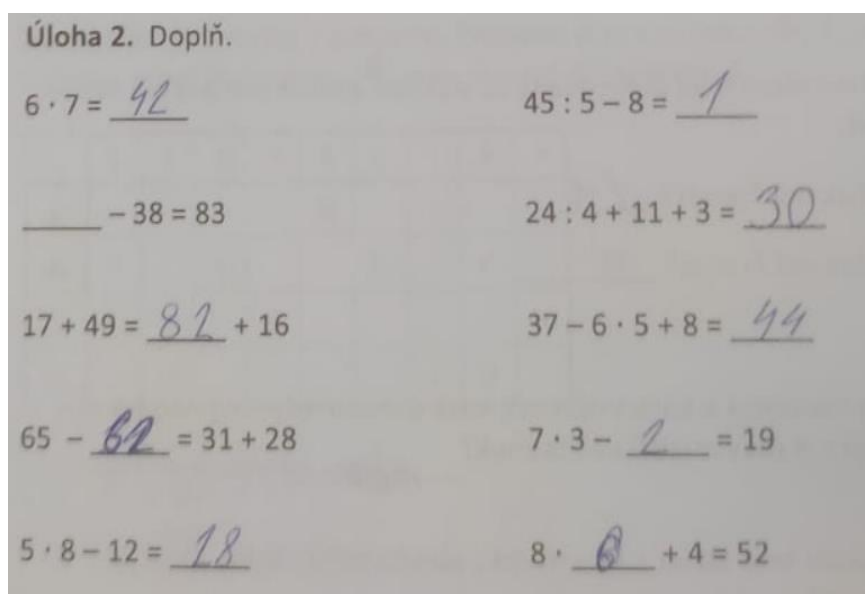 Úloha 2. Doplň.
6 · 7 = 42
45 : 5 – 8 = 1
____ – 38 = 83
24 : 4 + 11 + 3 = 30
17 + 49 = 82 + 16
37 – 6 · 5 + 8 = 44
65 – 62 = 31 + 28
7 · 3 – 2 = 19
5 · 8 – 12 = 18
8 · 6 + 4 = 52